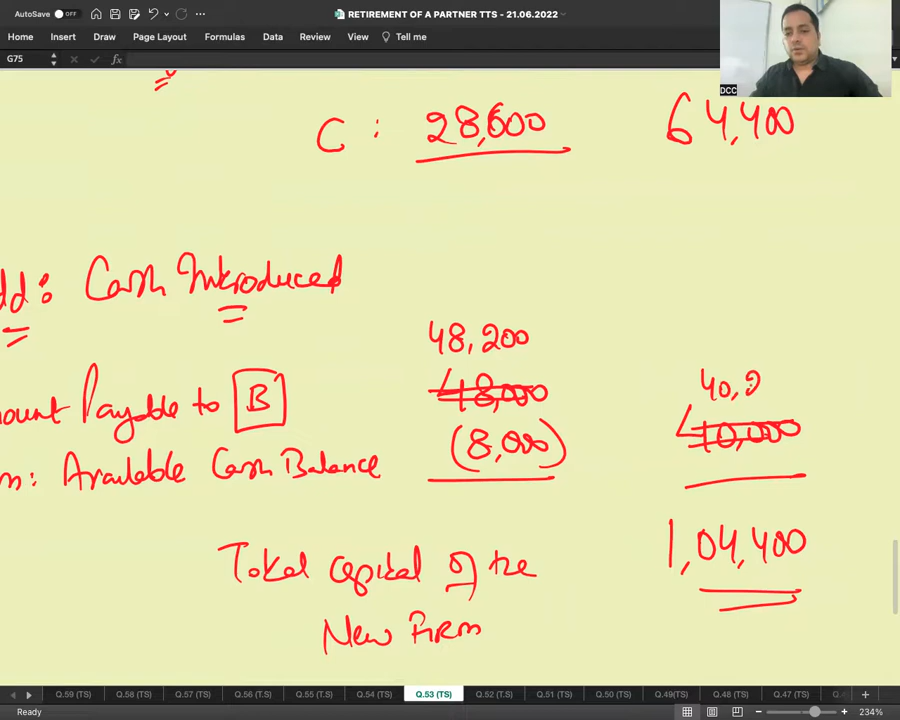 AutoSave OFF RETIREMENT OF A PARTNER TTS - 21.06.2022
Home Insert Draw Page Layout Formulas Data Review View Tell me
G75 fx
DCC
C : 28,600 64,400
dd: Cash Introduced
48,200
mount Payable to B 48,000 40,2
40,000
(8,000)
Available Cash Balance
Total Capital of the 1,04,400
New Firm
Q.59 (TS) Q.58 (TS) Q.57 (TS) Q.56 (T.S) Q.55 (T.S) Q.54 (TS) Q.53 (TS) Q.52 (T.S) Q.51 (TS) Q.50 (TS) Q.49(TS) Q.48 (TS) Q.47 (TS)
Ready 234%